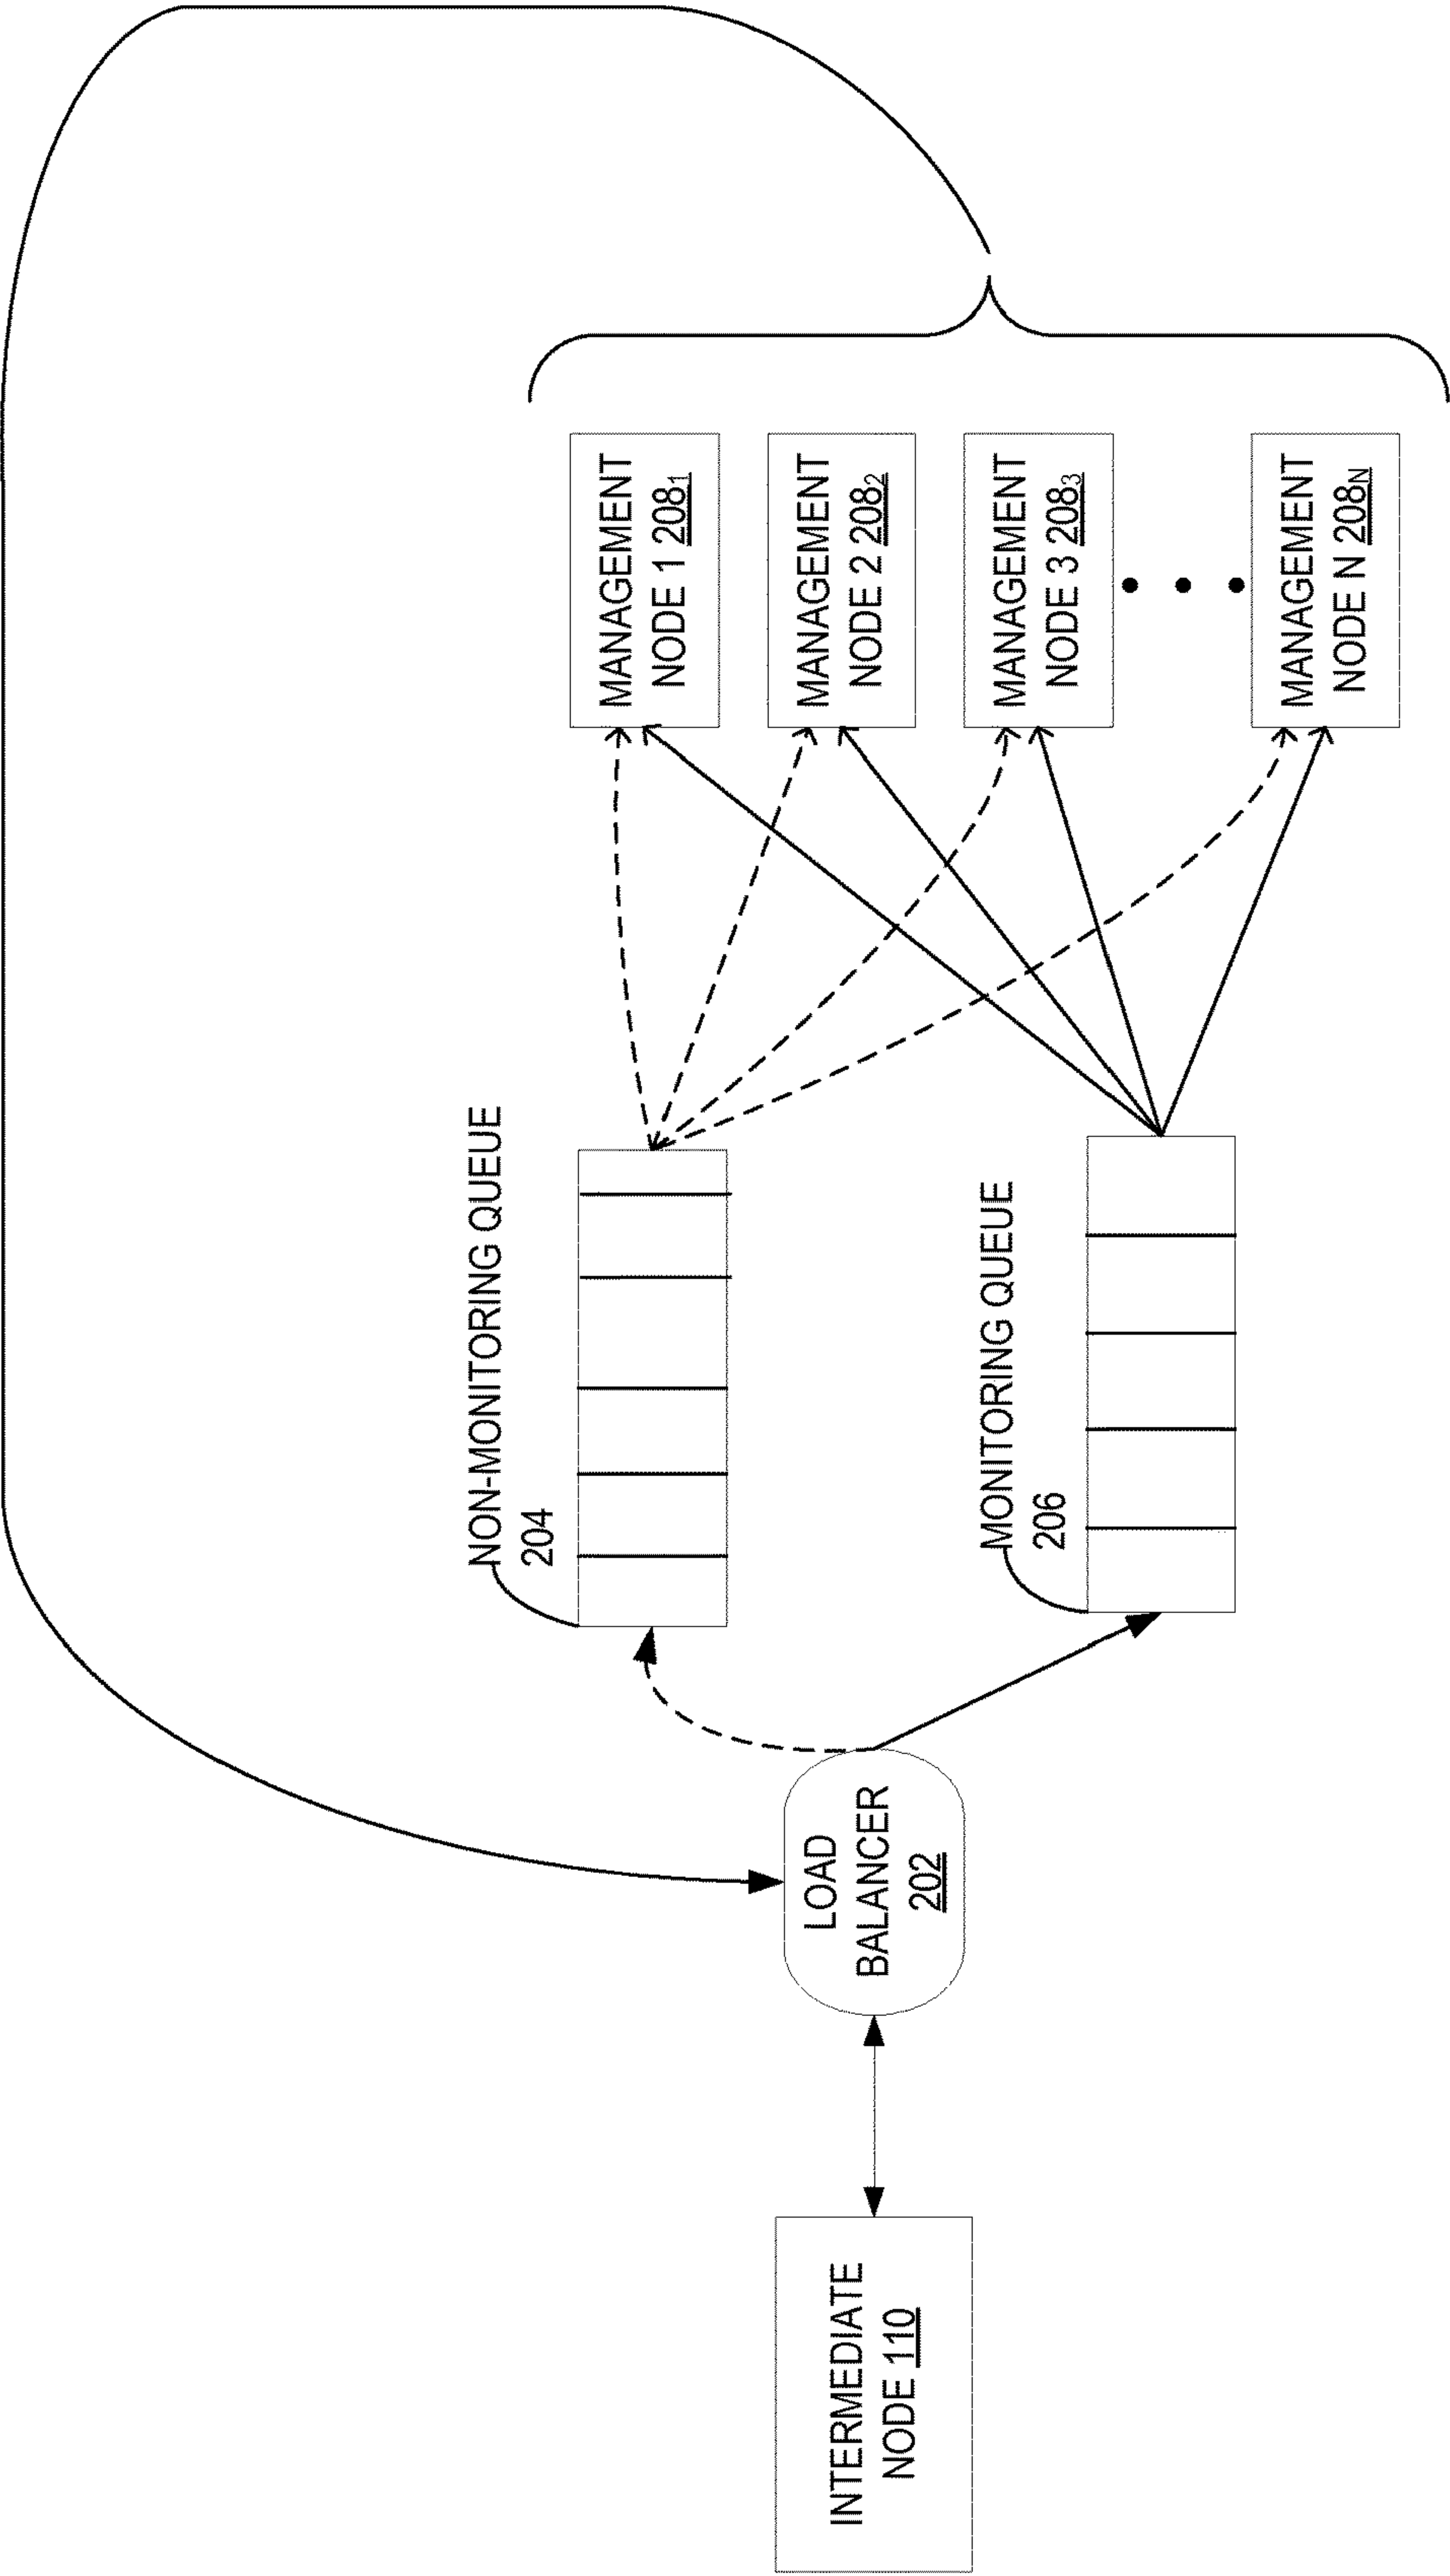 INTERMEDIATE
NODE 110
LOAD
BALANCER
202
NON-MONITORING QUEUE
204
MONITORING QUEUE
206
MANAGEMENT
NODE 1 208₁
MANAGEMENT
NODE 2 208₂
MANAGEMENT
NODE 3 208₃
MANAGEMENT
NODE N 208N